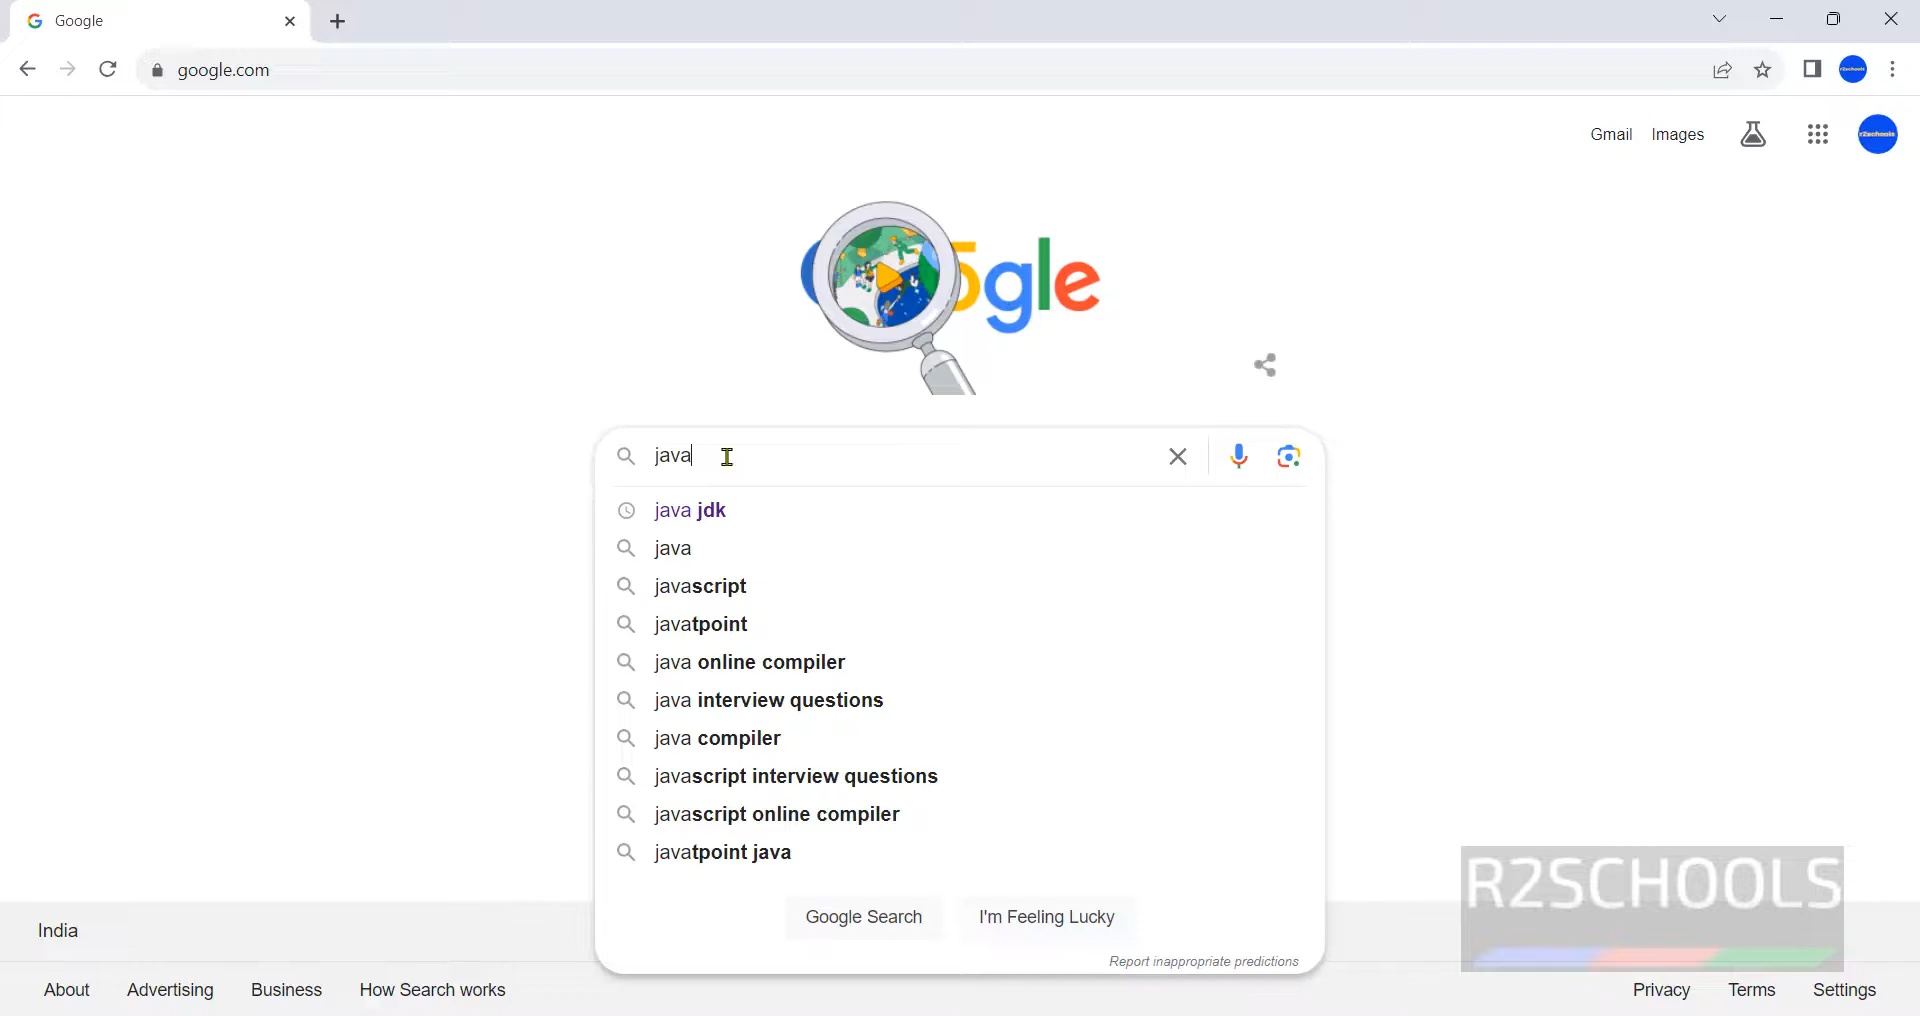 Google
google.com
Gmail Images
gle
java
java jdk
java
javascript
javatpoint
java online compiler
java interview questions
java compiler
javascript interview questions
javascript online compiler
javatpoint java
Google Search I'm Feeling Lucky
Report inappropriate predictions
R2SCHOOLS
India
About Advertising Business How Search works Privacy Terms Settings